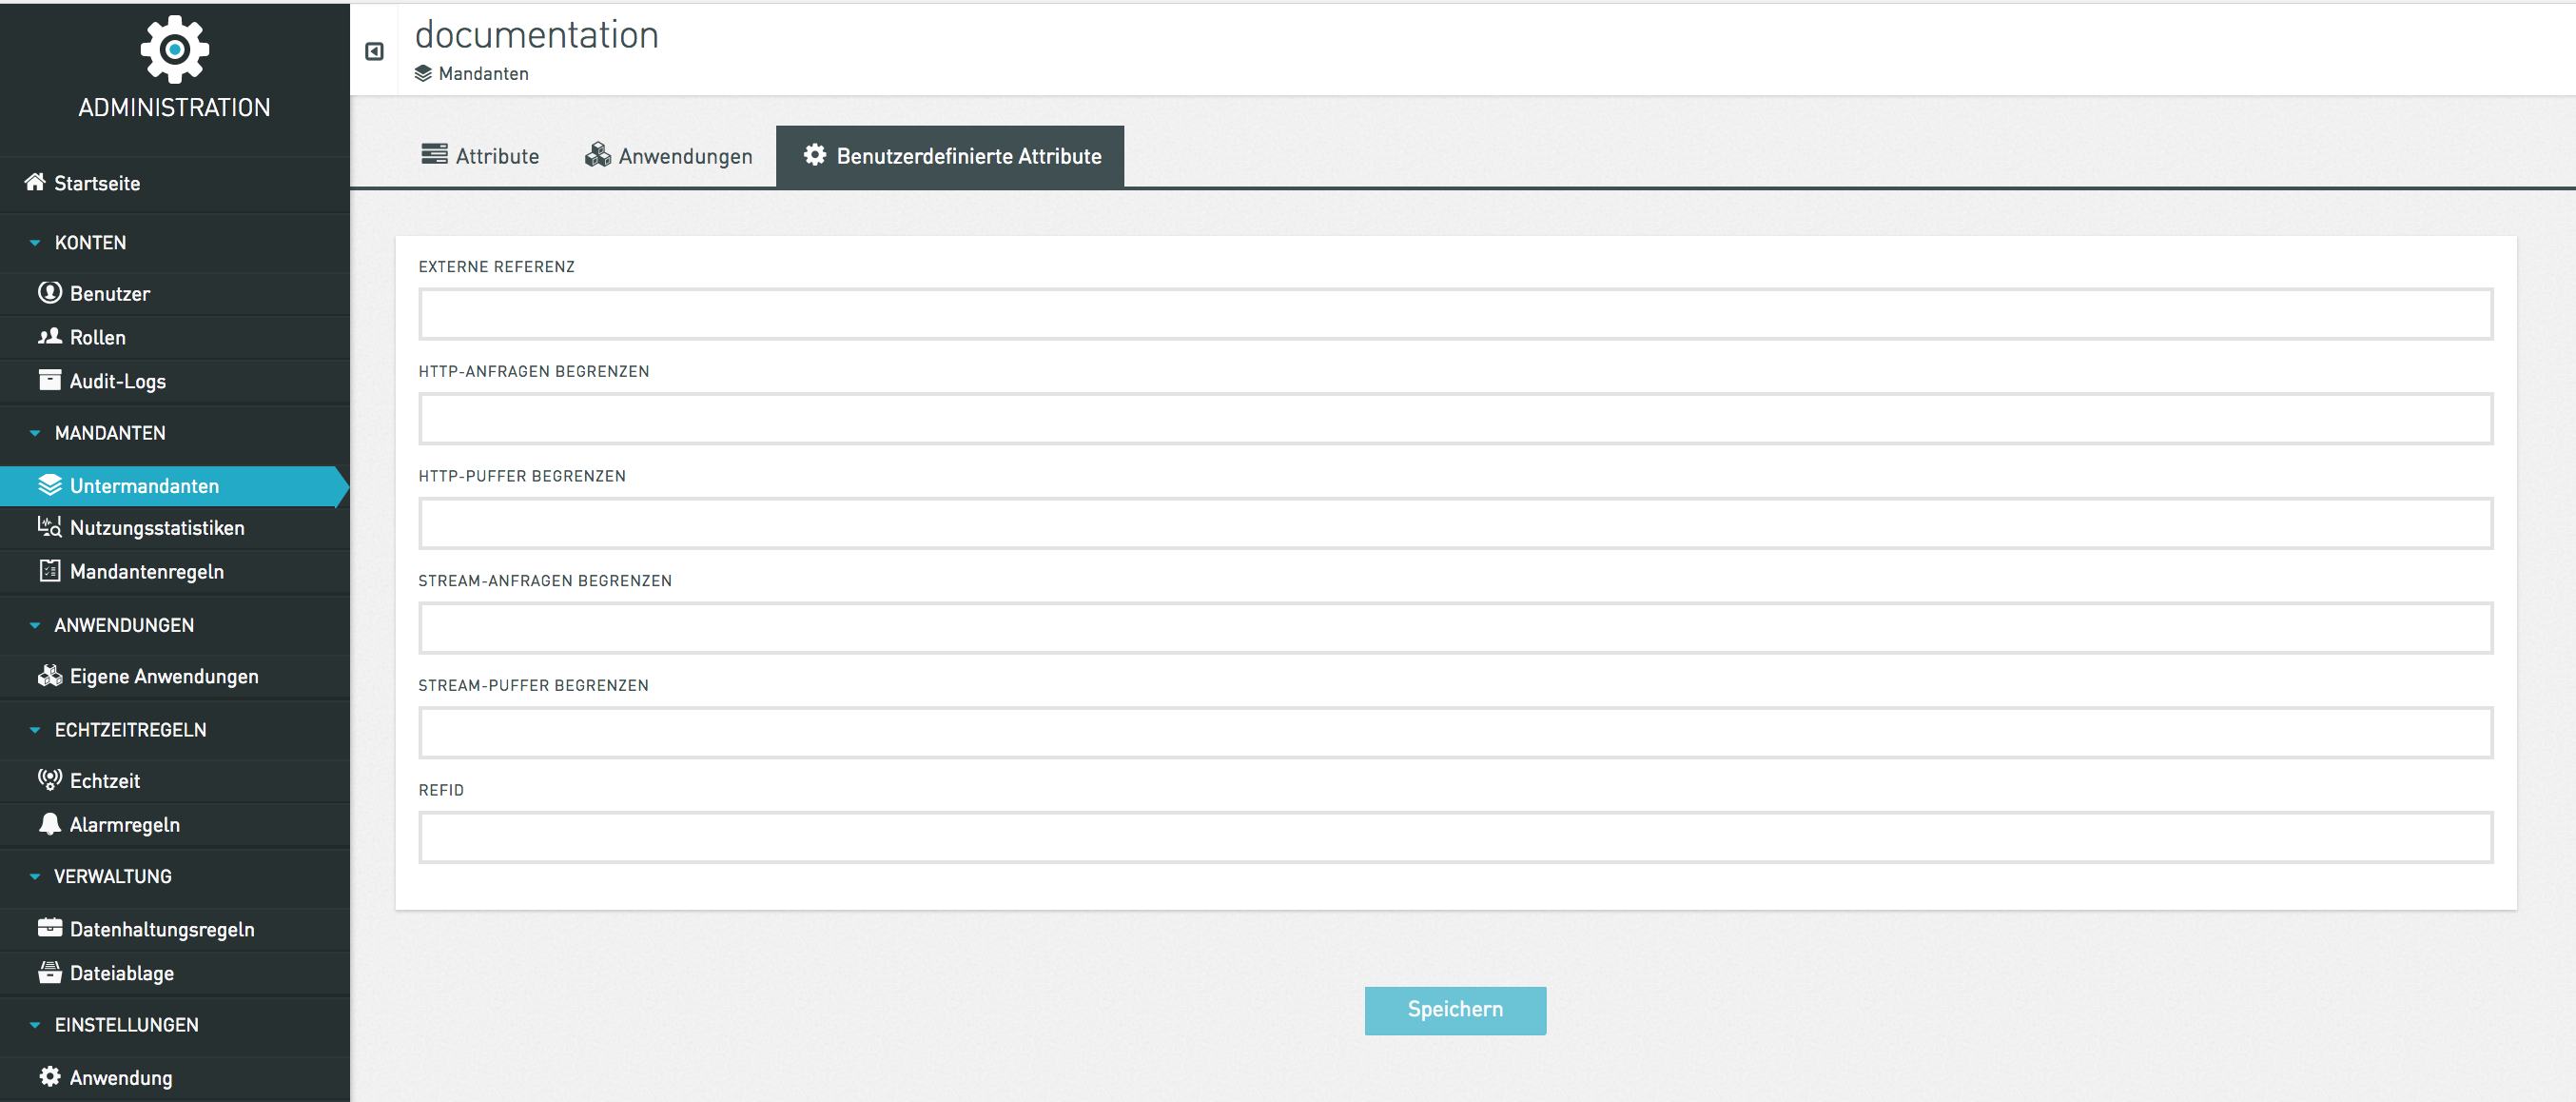 ADMINISTRATION
Startseite
KONTEN
Benutzer
Rollen
Audit-Logs
MANDANTEN
Untermandanten
Nutzungsstatistiken
Mandantenregeln
ANWENDUNGEN
Eigene Anwendungen
ECHTZEITREGELN
Echtzeit
Alarmregeln
VERWALTUNG
Datenhaltungsregeln
Dateiablage
EINSTELLUNGEN
Anwendung
documentation
Mandanten
Attribute Anwendungen Benutzerdefinierte Attribute
EXTERNE REFERENZ
HTTP-ANFRAGEN BEGRENZEN
HTTP-PUFFER BEGRENZEN
STREAM-ANFRAGEN BEGRENZEN
STREAM-PUFFER BEGRENZEN
REFID
Speichern